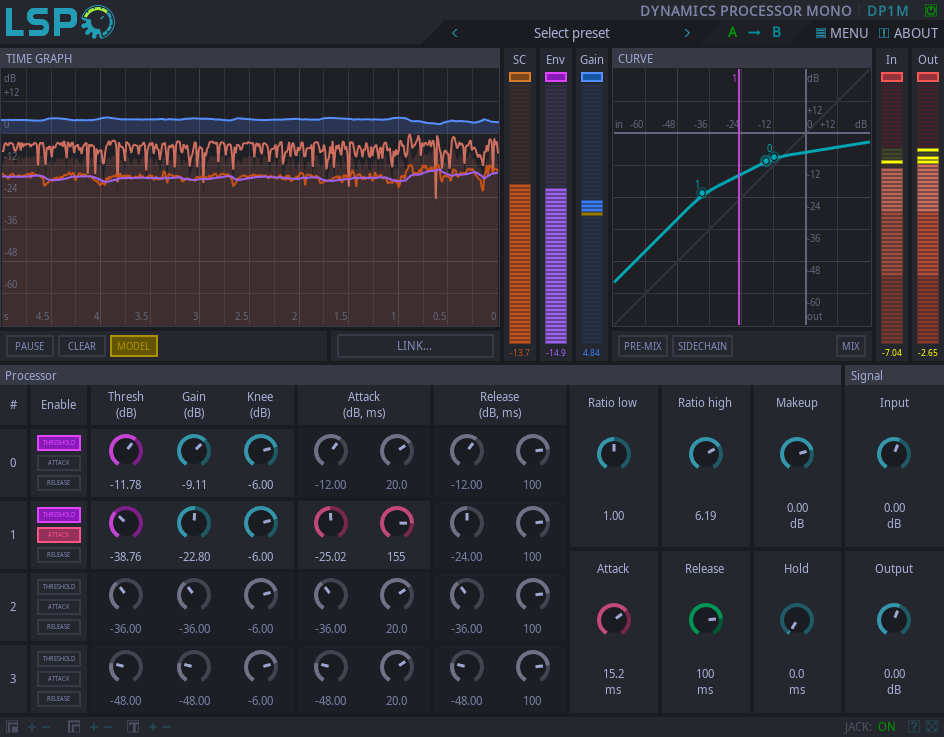 LSP
DYNAMICS PROCESSOR MONO DP1M
Select preset A B MENU ABOUT
TIME GRAPH SC Env Gain CURVE In Out
dB
+12
0
-12
-24
-36
-48
-60
s 4.5 4 3.5 3 2.5 2 1.5 1 0.5 0
1 dB
+12
in -60 -48 -36 -24 -12 0 +12 dB
0
-12
1
-24
-36
-48
-60
out
PAUSE CLEAR MODEL LINK... PRE-MIX SIDECHAIN MIX
-13.7 -14.9 4.84 -7.04 -2.65
Processor Signal
# Enable Thresh (dB) Gain (dB) Knee (dB) Attack (dB, ms) Release (dB, ms) Ratio low Ratio high Makeup Input
0 THRESHOLD ATTACK RELEASE
-11.78 -9.11 -6.00 -12.00 20.0 -12.00 100
1 THRESHOLD ATTACK RELEASE
-38.76 -22.80 -6.00 -25.02 155 -24.00 100
1.00 6.19 0.00 dB 0.00 dB
2 THRESHOLD ATTACK RELEASE
-36.00 -36.00 -6.00 -36.00 20.0 -36.00 100
Attack Release Hold Output
3 THRESHOLD ATTACK RELEASE
-48.00 -48.00 -6.00 -48.00 20.0 -48.00 100
15.2 ms 100 ms 0.0 ms 0.00 dB
T JACK: ON ?